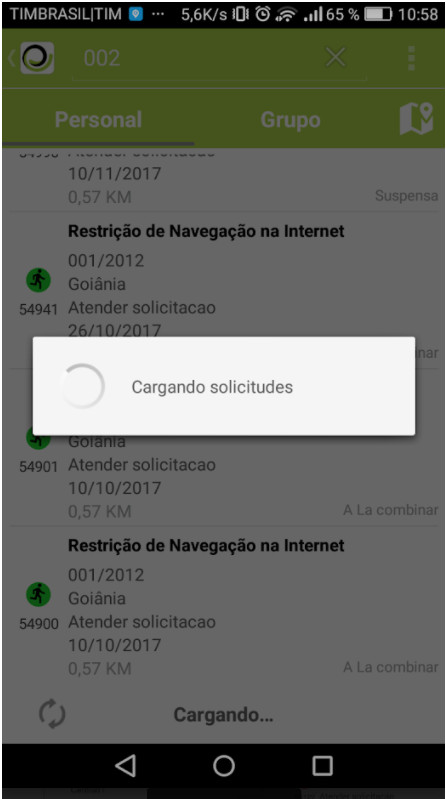 TIMBRASIL|TIM ··· 5,6K/s 65 % 10:58
002
Personal Grupo
54998 Atender solicitacao
10/11/2017
0,57 KM Suspensa
Restrição de Navegação na Internet
001/2012
Goiânia
54941 Atender solicitacao
26/10/2017
Cargando solicitudes
Goiânia
54901 Atender solicitacao
10/10/2017
0,57 KM A La combinar
Restrição de Navegação na Internet
001/2012
Goiânia
54900 Atender solicitacao
10/10/2017
0,57 KM A La combinar
Cargando...